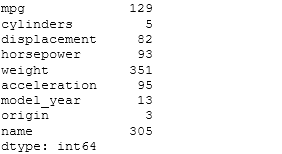 mpg 129
cylinders 5
displacement 82
horsepower 93
weight 351
acceleration 95
model_year 13
origin 3
name 305
dtype: int64